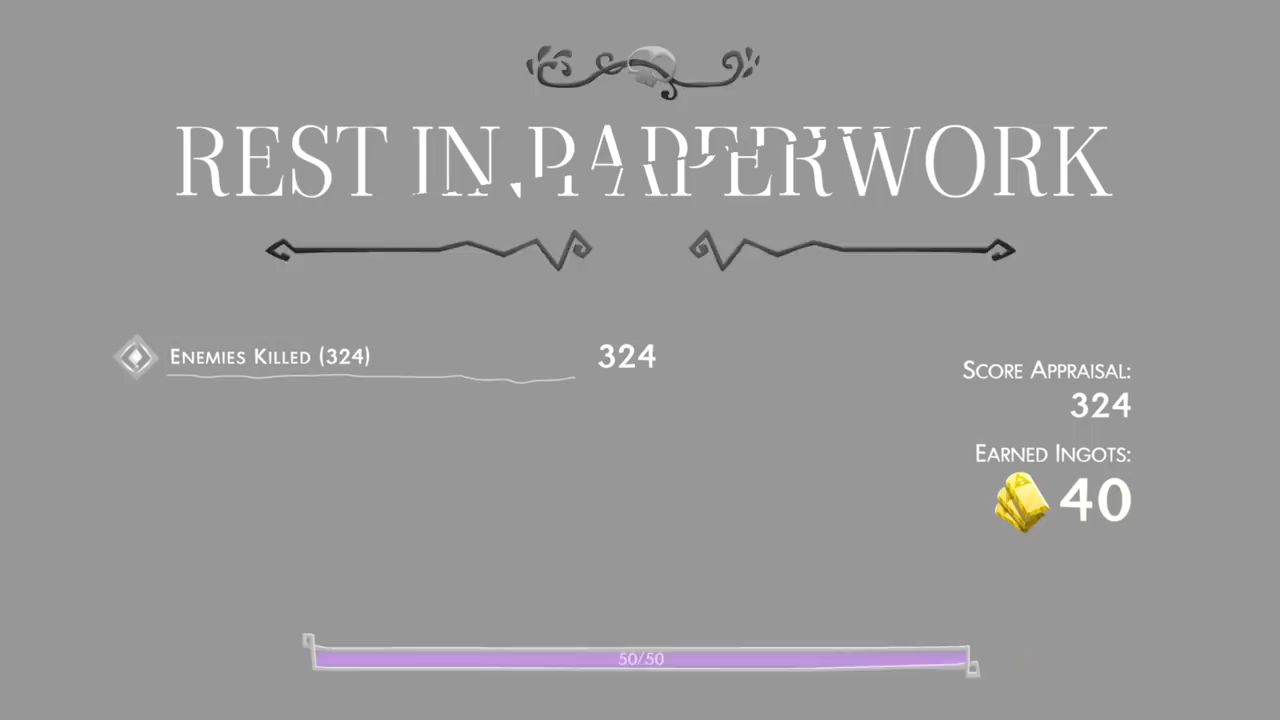 REST IN PAPERWORK
ENEMIES KILLED (324) 324
SCORE APPRAISAL:
324
EARNED INGOTS:
40
50/50